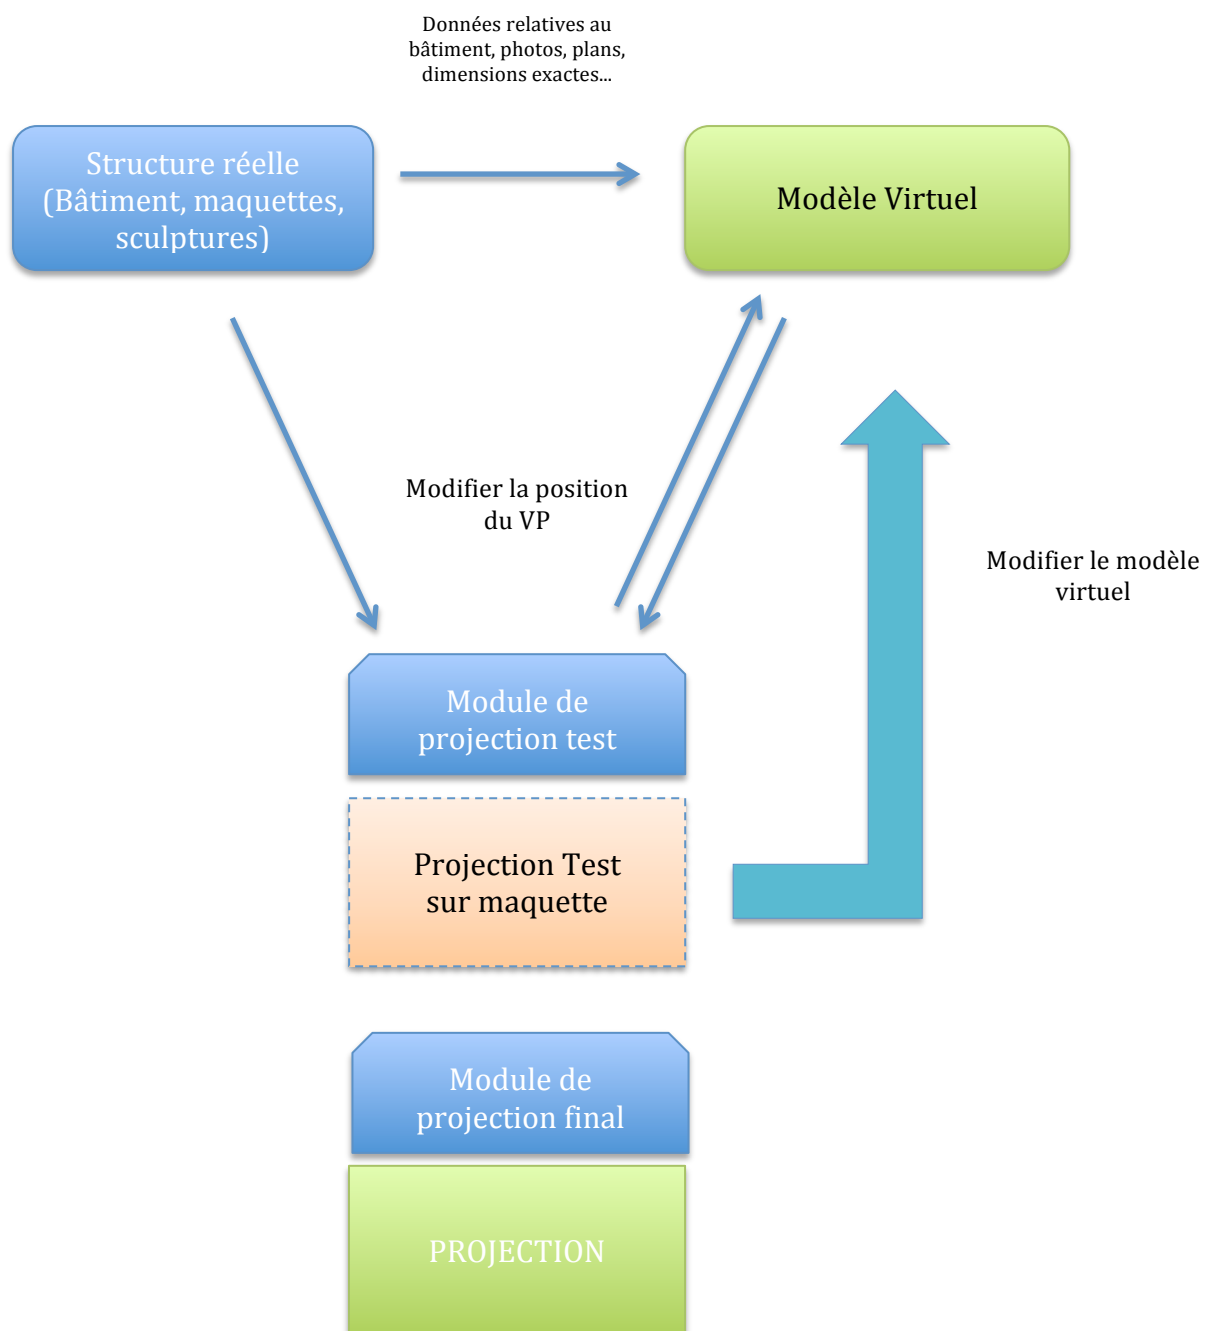 Données relatives au
bâtiment, photos, plans,
dimensions exactes...
Structure réelle
(Bâtiment, maquettes,
sculptures)
Modèle Virtuel
Modifier la position
du VP
Modifier le modèle
virtuel
Module de
projection test
Projection Test
sur maquette
Module de
projection final
PROJECTION